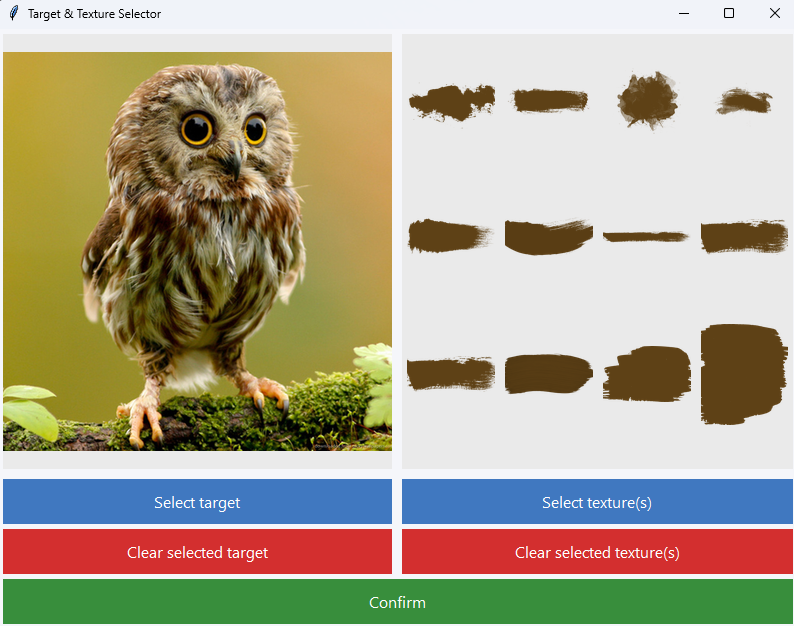 Target & Texture Selector
Select target
Select texture(s)
Clear selected target
Clear selected texture(s)
Confirm